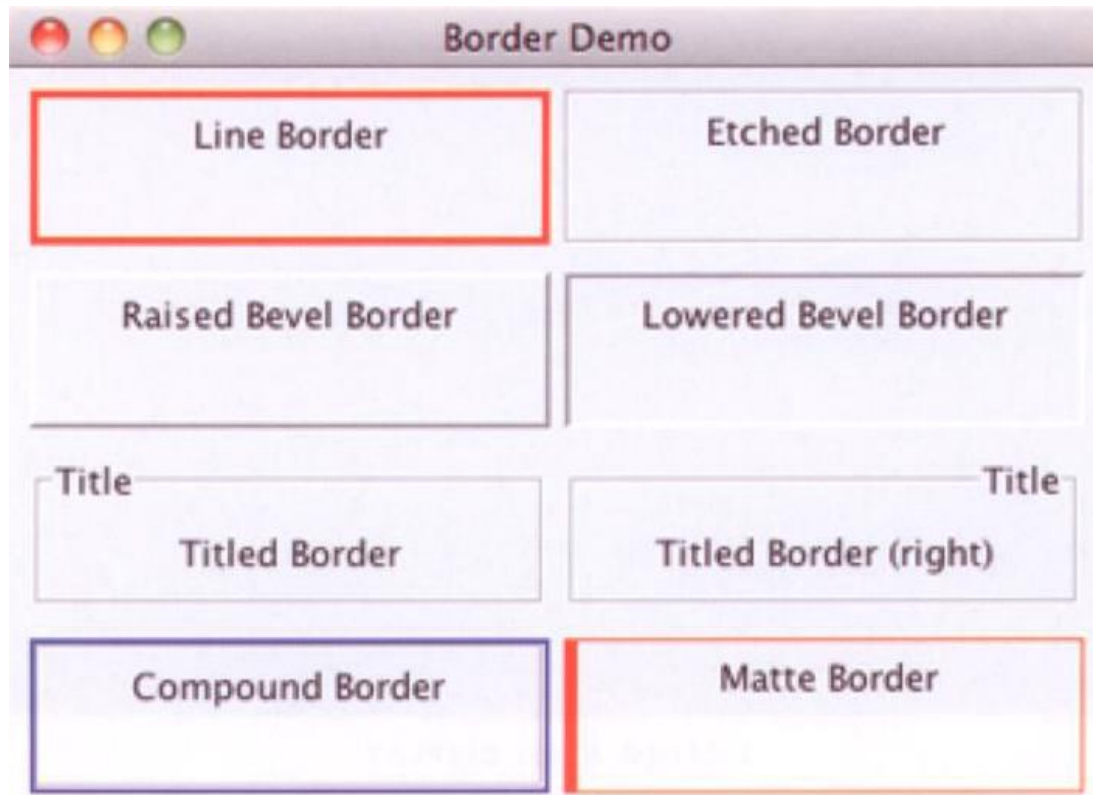 Border Demo
Line Border
Etched Border
Raised Bevel Border
Lowered Bevel Border
Title
Title
Titled Border
Titled Border (right)
Compound Border
Matte Border